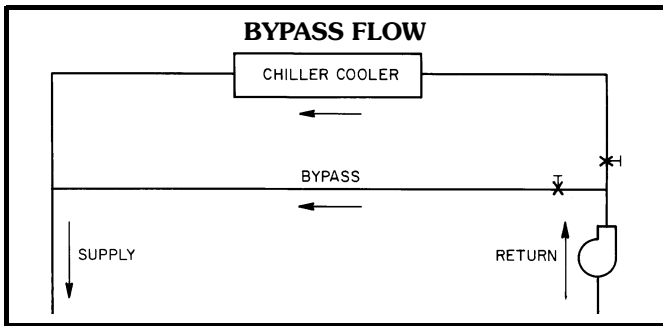 BYPASS FLOW
CHILLER COOLER
BYPASS
SUPPLY
RETURN